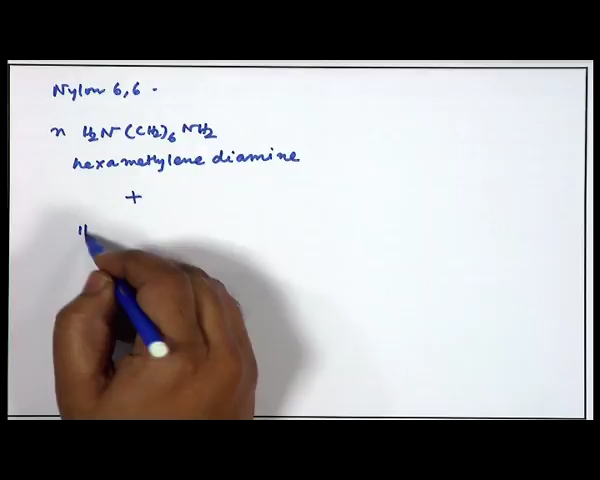 Nylon 6,6.
n H₂N (CH₂)₆ NH₂
hexamethylene diamine
+